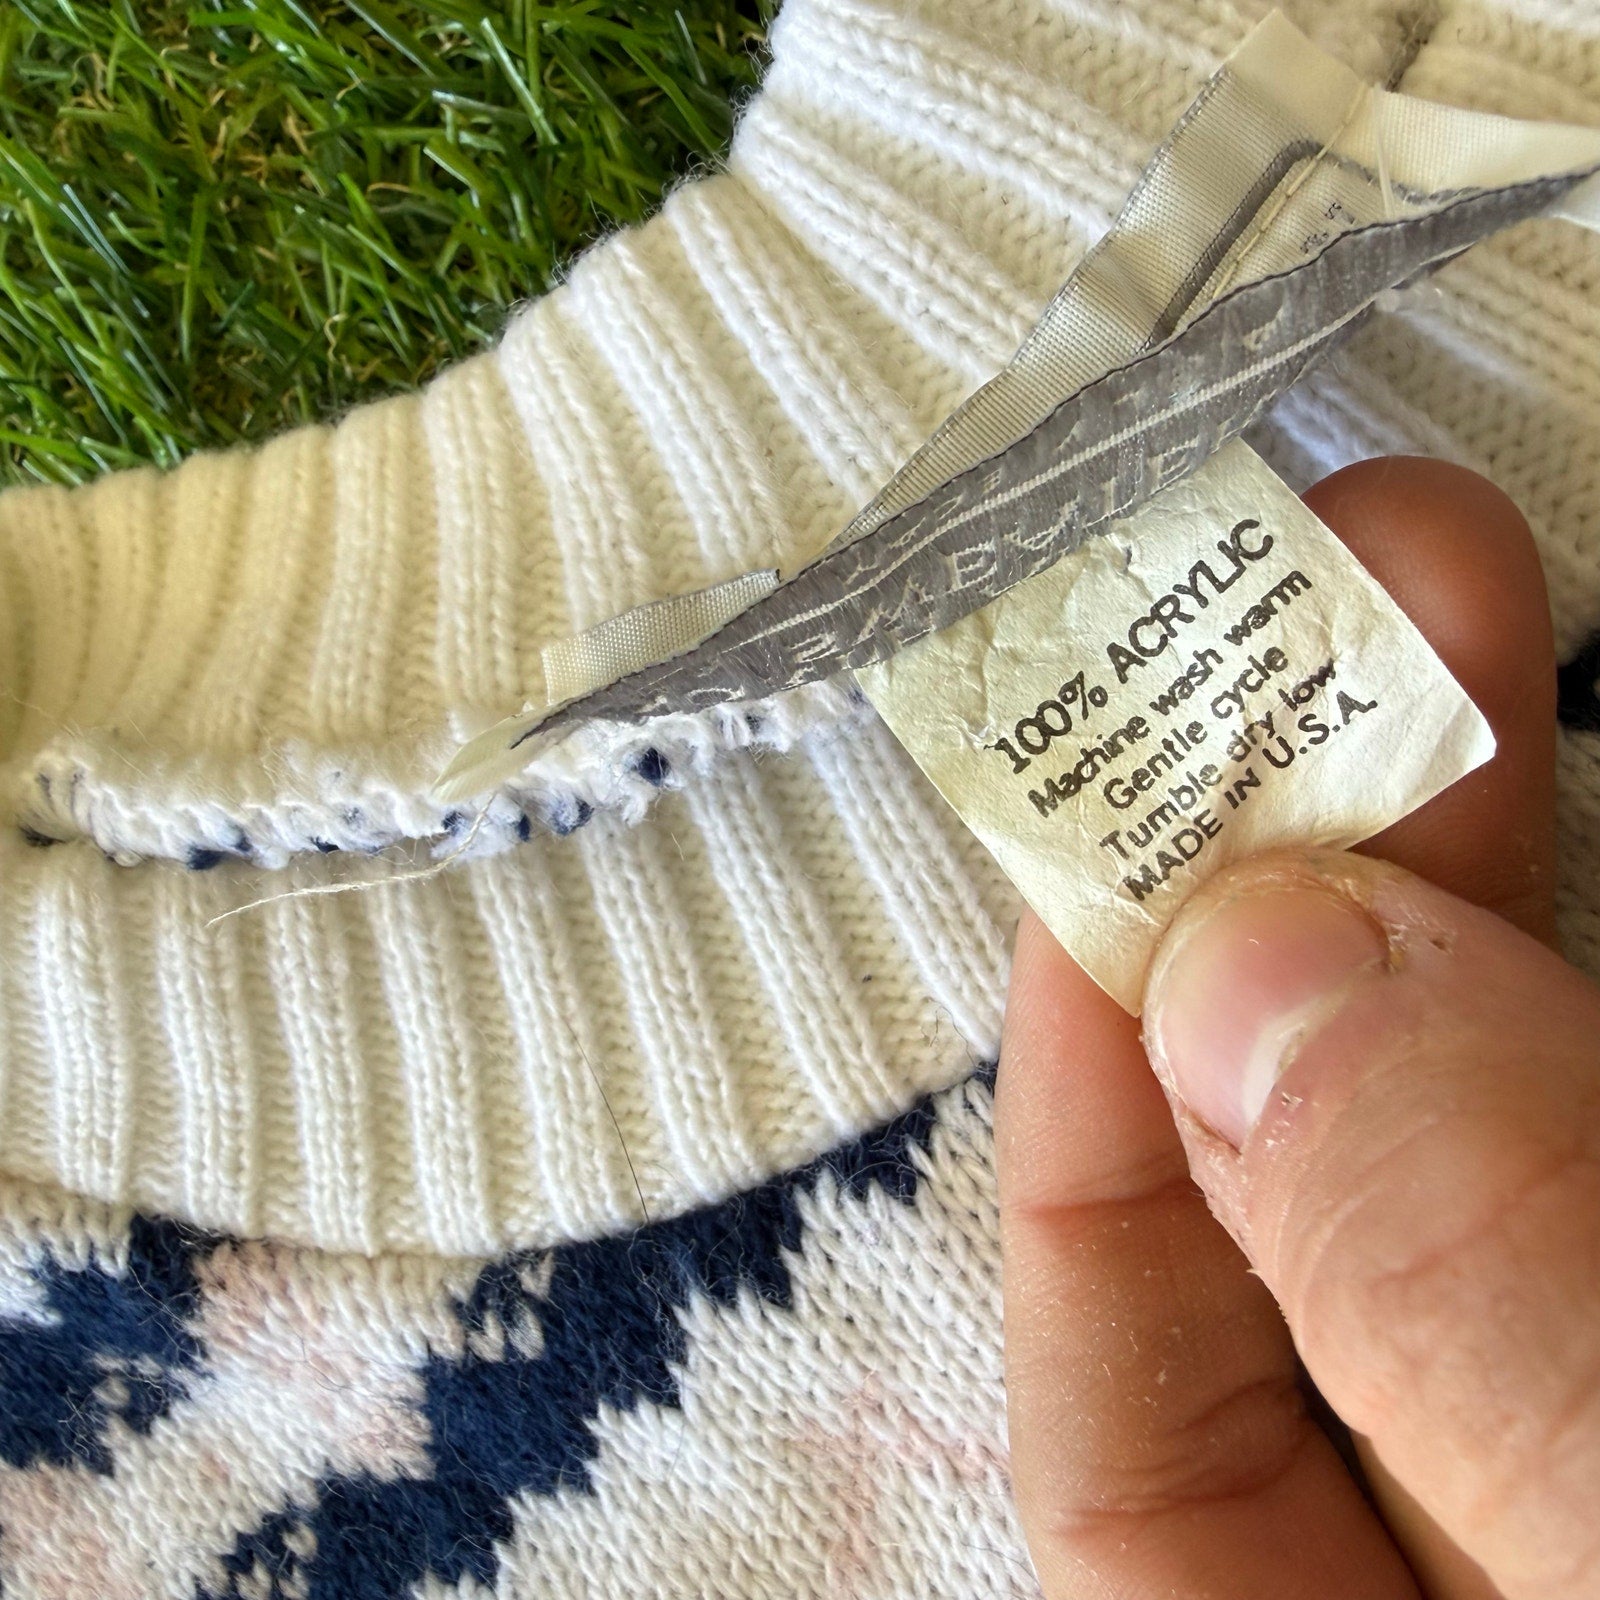 100% ACRYLIC
Machine wash warm
Gentle cycle
Tumble dry low
MADE IN U.S.A.